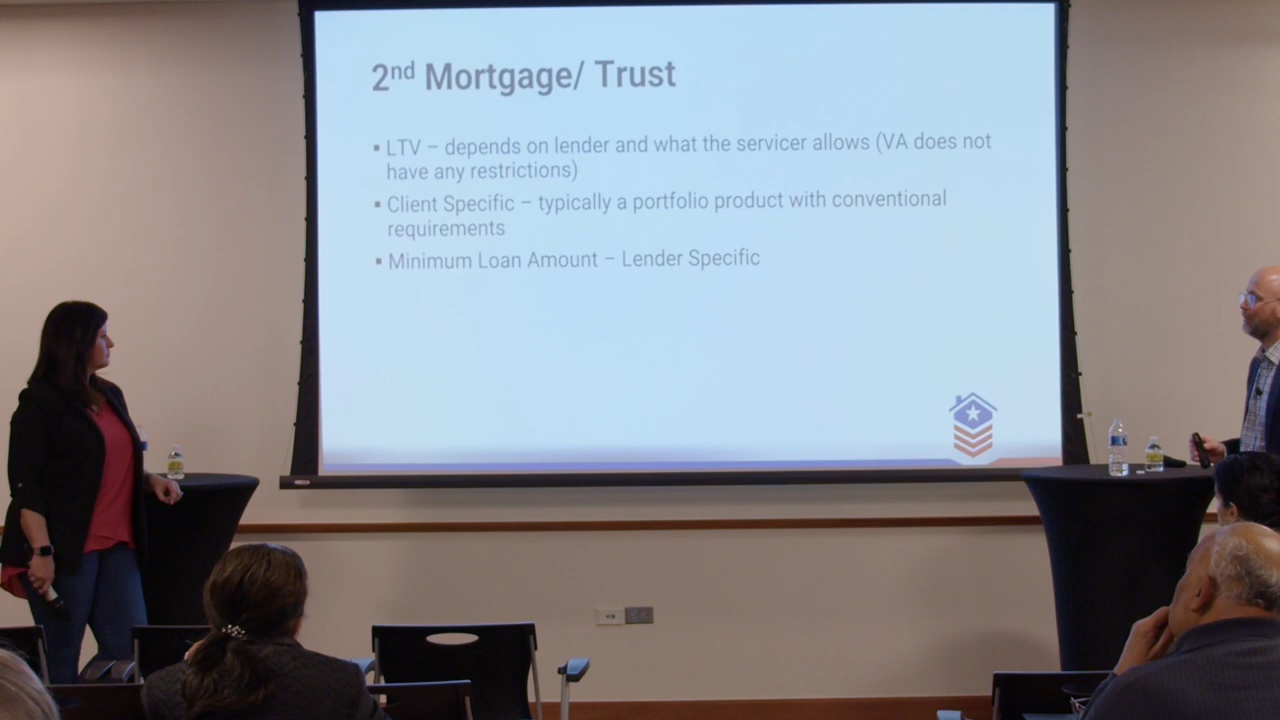 2nd Mortgage/ Trust
▪ LTV – depends on lender and what the servicer allows (VA does not
have any restrictions)
▪ Client Specific – typically a portfolio product with conventional
requirements
▪ Minimum Loan Amount – Lender Specific